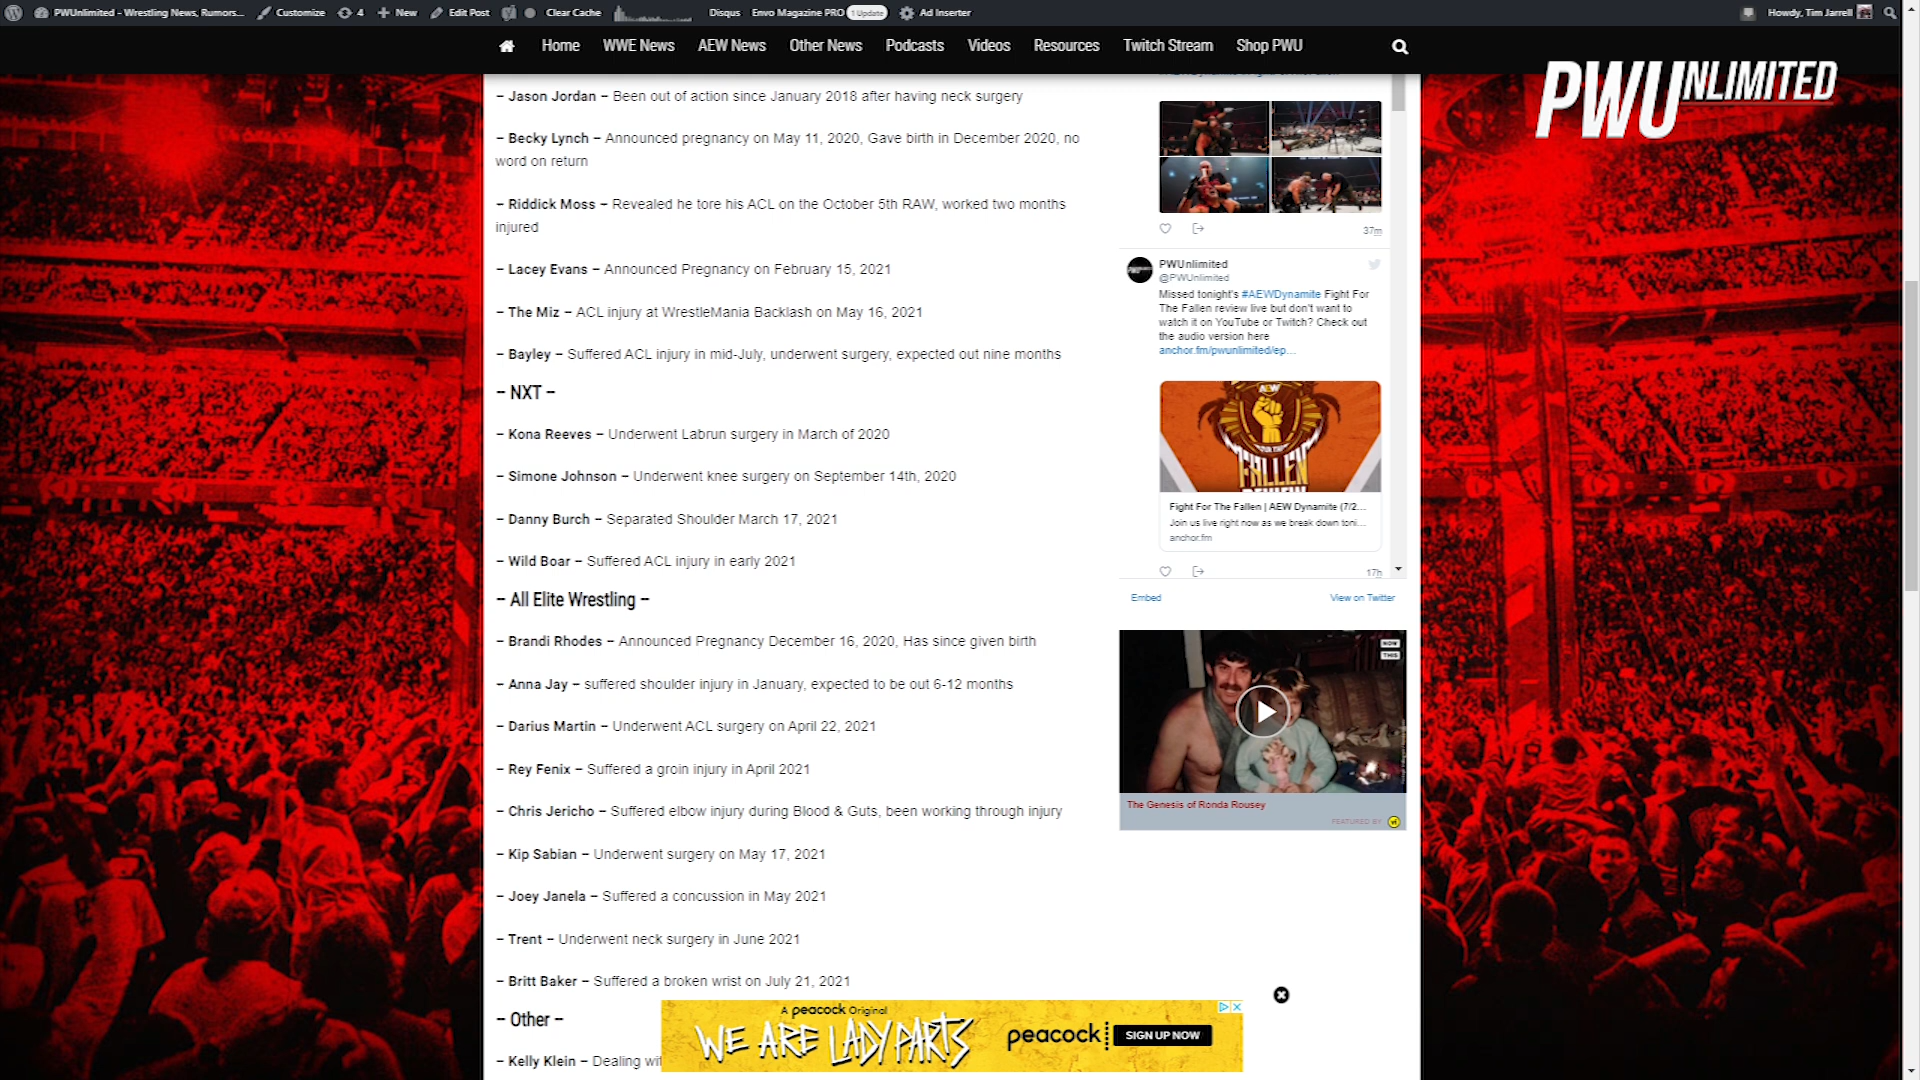 PWUnlimited – Wrestling News, Rumors... Customize 4 New Edit Post Clear Cache Disqus Envo Magazine PRO 1 Update Ad Inserter Howdy, Tim Jarrell
Home WWE News AEW News Other News Podcasts Videos Resources Twitch Stream Shop PWU
PWUNLIMITED
– Jason Jordan – Been out of action since January 2018 after having neck surgery
– Becky Lynch – Announced pregnancy on May 11, 2020, Gave birth in December 2020, no
word on return
– Riddick Moss – Revealed he tore his ACL on the October 5th RAW, worked two months
injured
– Lacey Evans – Announced Pregnancy on February 15, 2021
– The Miz – ACL injury at WrestleMania Backlash on May 16, 2021
– Bayley – Suffered ACL injury in mid-July, underwent surgery, expected out nine months
– NXT –
– Kona Reeves – Underwent Labrun surgery in March of 2020
– Simone Johnson – Underwent knee surgery on September 14th, 2020
– Danny Burch – Separated Shoulder March 17, 2021
– Wild Boar – Suffered ACL injury in early 2021
– All Elite Wrestling –
– Brandi Rhodes – Announced Pregnancy December 16, 2020, Has since given birth
– Anna Jay – suffered shoulder injury in January, expected to be out 6-12 months
– Darius Martin – Underwent ACL surgery on April 22, 2021
– Rey Fenix – Suffered a groin injury in April 2021
– Chris Jericho – Suffered elbow injury during Blood & Guts, been working through injury
– Kip Sabian – Underwent surgery on May 17, 2021
– Joey Janela – Suffered a concussion in May 2021
– Trent – Underwent neck surgery in June 2021
– Britt Baker – Suffered a broken wrist on July 21, 2021
– Other –
– Kelly Klein – Dealing wi
37m
PWUnlimited
@PWUnlimited
Missed tonight's #AEWDynamite Fight For
The Fallen review live but don't want to
watch it on YouTube or Twitch? Check out
the audio version here
anchor.fm/pwunlimited/ep...
AEW
FALLEN
Fight For The Fallen | AEW Dynamite (7/2...
Join us live right now as we break down toni...
anchor.fm
17h
Embed View on Twitter
NOW
THIS
The Genesis of Ronda Rousey
FEATURED BY
A peacock Original
WE ARE LADY PARTS
peacock SIGN UP NOW